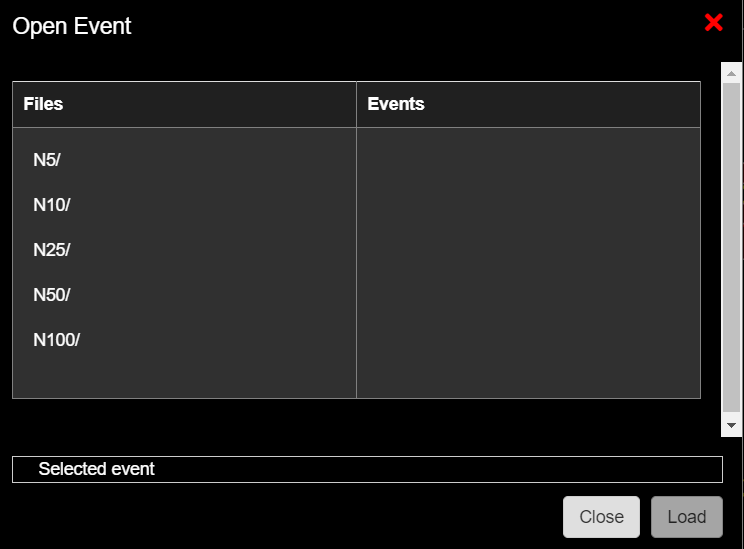 Open Event
Files Events
N5/
N10/
N25/
N50/
N100/
Selected event
Close Load